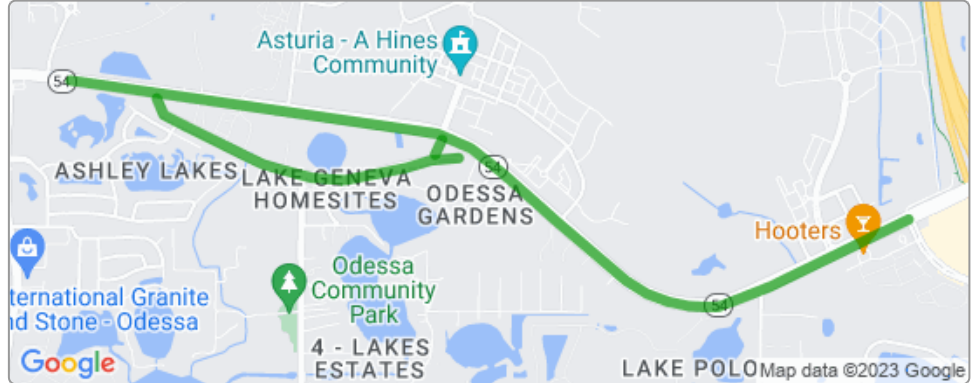 Asturia - A Hines
Community
54
ASHLEY LAKES
LAKE GENEVA
HOMESITES
54
ODESSA
GARDENS
Hooters
Odessa
Community
Park
ternational Granite
nd Stone - Odessa
54
4 - LAKES
ESTATES
LAKE POLO
Google
Map data ©2023 Google